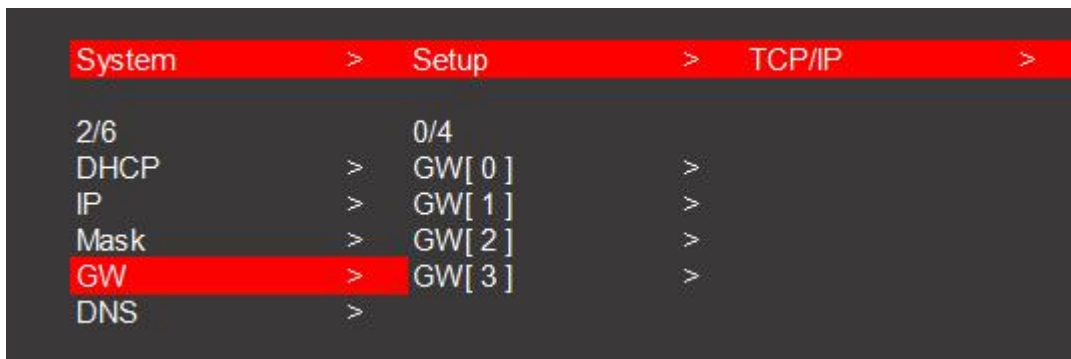 System > Setup > TCP/IP >
2/6 0/4
DHCP > GW[ 0 ] >
IP > GW[ 1 ] >
Mask > GW[ 2 ] >
GW > GW[ 3 ] >
DNS >